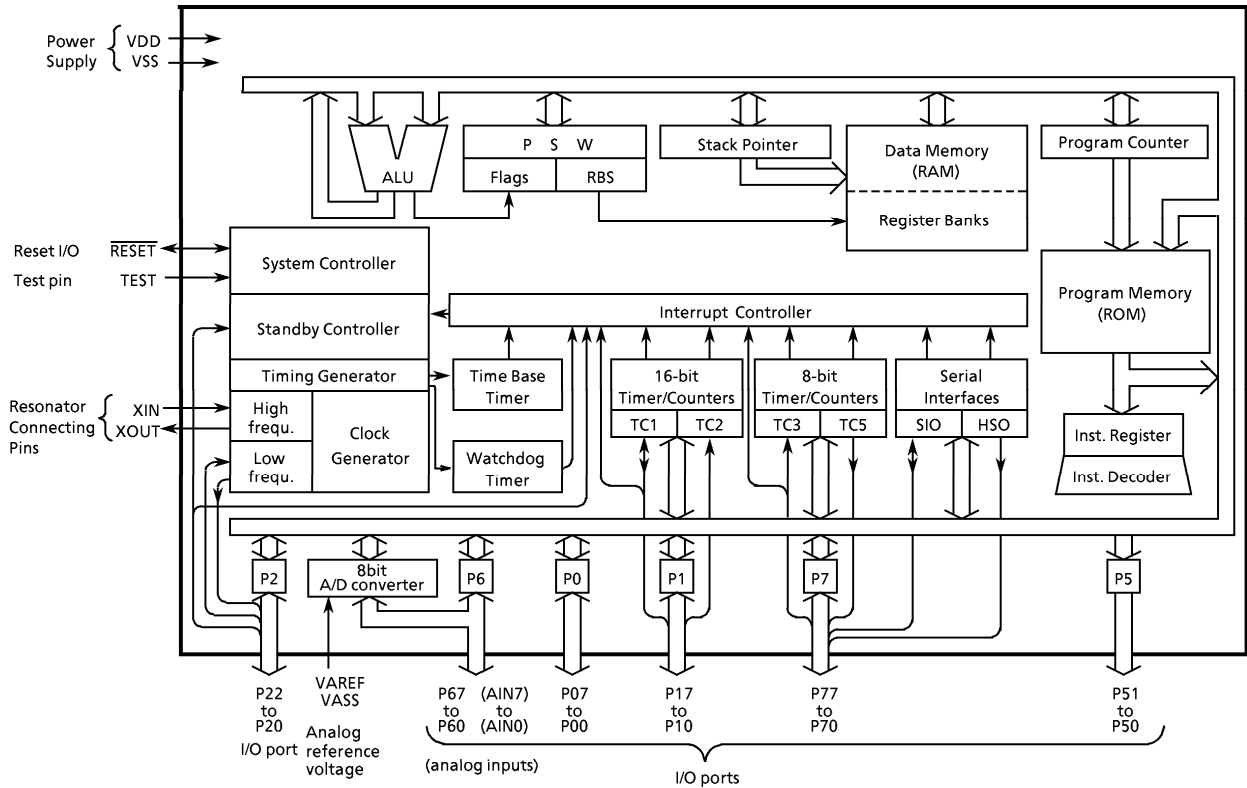 Power
Supply
VDD
VSS
P S W
Flags
RBS
ALU
Stack Pointer
Data Memory
(RAM)
Register Banks
Program Counter
Reset I/O
RESET
Test pin
TEST
System Controller
Standby Controller
Timing Generator
High
frequ.
Low
frequ.
Clock
Generator
Interrupt Controller
Program Memory
(ROM)
Resonator
Connecting
Pins
XIN
XOUT
Time Base
Timer
Watchdog
Timer
16-bit
Timer/Counters
TC1
TC2
8-bit
Timer/Counters
TC3
TC5
Serial
Interfaces
SIO
HSO
Inst. Register
Inst. Decoder
P2
8bit
A/D converter
P6
P0
P1
P7
P5
P22
to
P20
I/O port
VAREF
VASS
Analog
reference
voltage
P67
to
P60
(AIN7)
to
(AIN0)
(analog inputs)
P07
to
P00
P17
to
P10
P77
to
P70
P51
to
P50
I/O ports